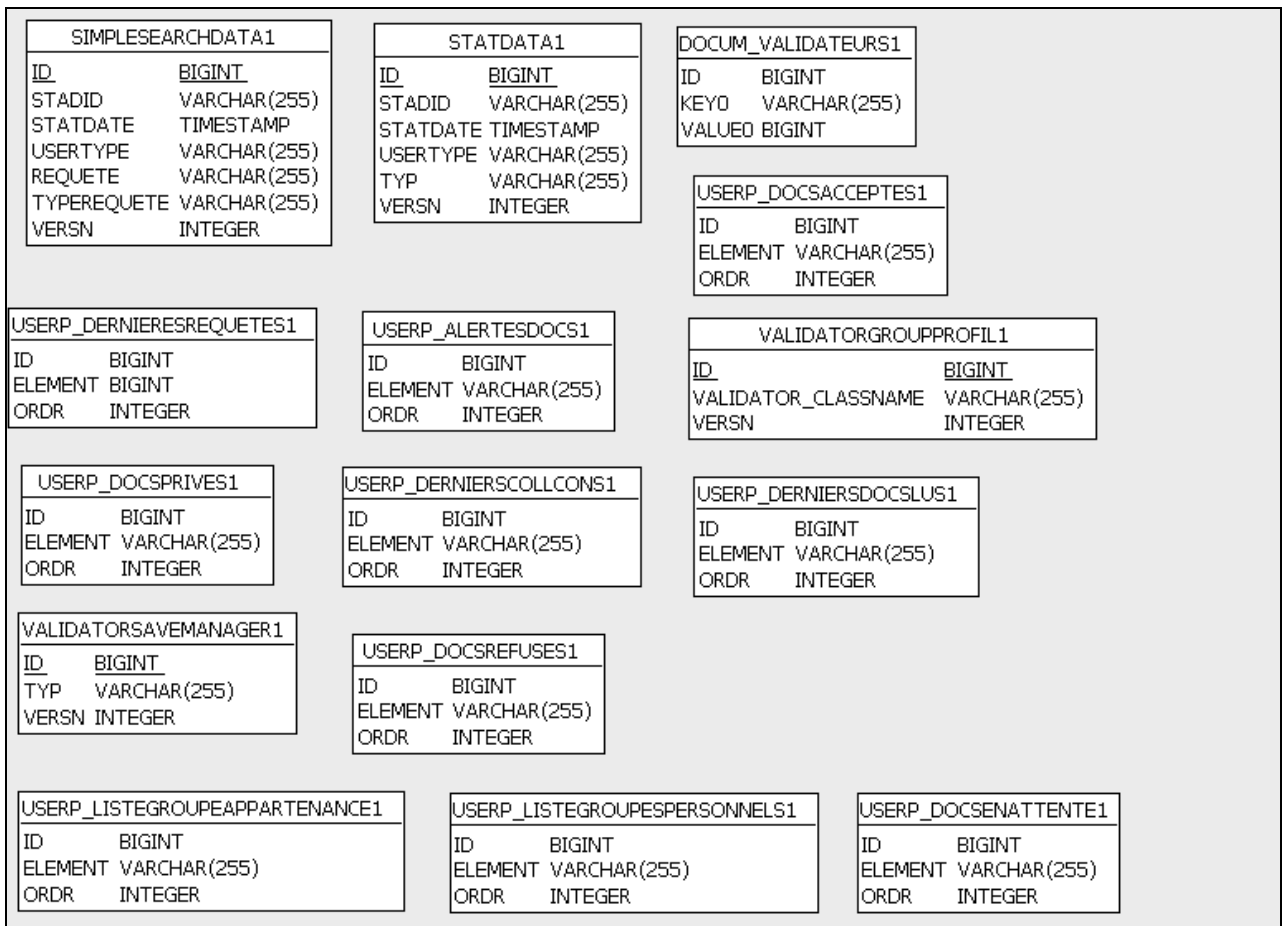 SIMPLESEARCHDATA1
ID BIGINT
STADID VARCHAR(255)
STATDATE TIMESTAMP
USERTYPE VARCHAR(255)
REQUETE VARCHAR(255)
TYPEREQUETE VARCHAR(255)
VERSN INTEGER
STATDATA1
ID BIGINT
STADID VARCHAR(255)
STATDATE TIMESTAMP
USERTYPE VARCHAR(255)
TYP VARCHAR(255)
VERSN INTEGER
DOCUM_VALIDATEURS1
ID BIGINT
KEY0 VARCHAR(255)
VALUE0 BIGINT
USERP_DOCSACCEPTES1
ID BIGINT
ELEMENT VARCHAR(255)
ORDR INTEGER
USERP_DERNIERESREQUETES1
ID BIGINT
ELEMENT BIGINT
ORDR INTEGER
USERP_ALERTESDOCS1
ID BIGINT
ELEMENT VARCHAR(255)
ORDR INTEGER
VALIDATORGROUPPROFIL1
ID BIGINT
VALIDATOR_CLASSNAME VARCHAR(255)
VERSN INTEGER
USERP_DOCSPRIVES1
ID BIGINT
ELEMENT VARCHAR(255)
ORDR INTEGER
USERP_DERNIERSCOLLCONS1
ID BIGINT
ELEMENT VARCHAR(255)
ORDR INTEGER
USERP_DERNIERSDOCSLUS1
ID BIGINT
ELEMENT VARCHAR(255)
ORDR INTEGER
VALIDATORSAVEMANAGER1
ID BIGINT
TYP VARCHAR(255)
VERSN INTEGER
USERP_DOCSREFUSES1
ID BIGINT
ELEMENT VARCHAR(255)
ORDR INTEGER
USERP_LISTEGROUPEAPPARTENANCE1
ID BIGINT
ELEMENT VARCHAR(255)
ORDR INTEGER
USERP_LISTEGROUPESPERSONNELS1
ID BIGINT
ELEMENT VARCHAR(255)
ORDR INTEGER
USERP_DOCSENATTENTE1
ID BIGINT
ELEMENT VARCHAR(255)
ORDR INTEGER